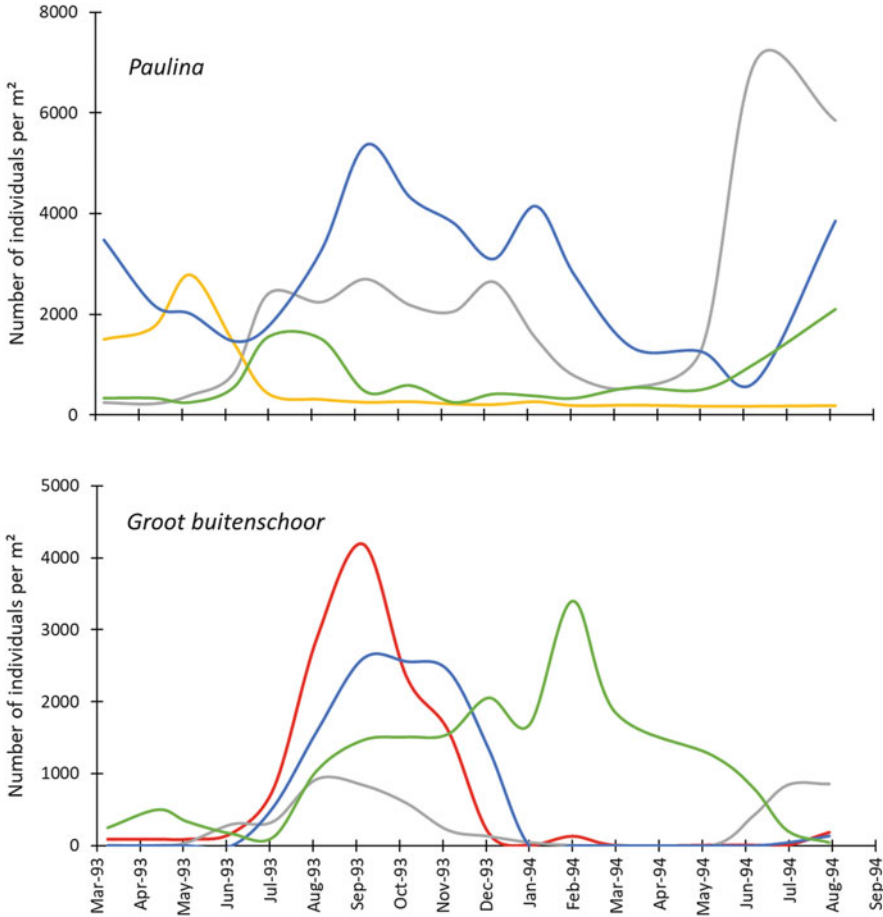 8000
Paulina
6000
4000
2000
0
Number of individuals per m²
5000
Groot buitenschoor
4000
3000
2000
1000
0
Number of individuals per m²
Mar-93
Apr-93
May-93
Jun-93
Jul-93
Aug-93
Sep-93
Oct-93
Nov-93
Dec-93
Jan-94
Feb-94
Mar-94
Apr-94
May-94
Jun-94
Jul-94
Aug-94
Sep-94